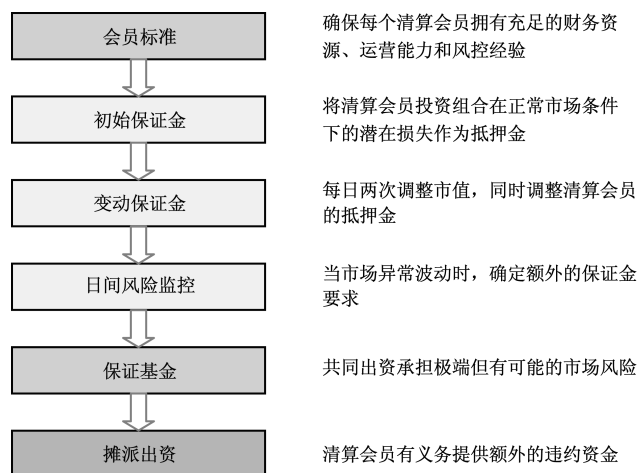 会员标准
确保每个清算会员拥有充足的财务资
源、运营能力和风控经验
初始保证金
将清算会员投资组合在正常市场条件
下的潜在损失作为抵押金
变动保证金
每日两次调整市值，同时调整清算会员
的抵押金
日间风险监控
当市场异常波动时，确定额外的保证金
要求
保证基金
共同出资承担极端但有可能的市场风险
摊派出资
清算会员有义务提供额外的违约资金